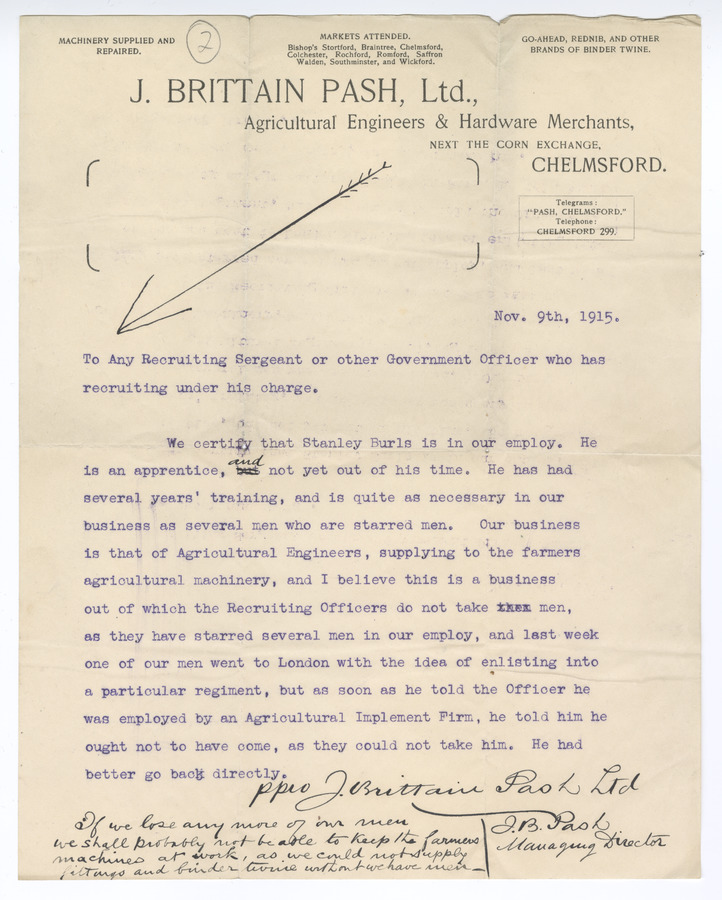 MACHINERY SUPPLIED AND
REPAIRED.
2
MARKETS ATTENDED.
Bishop's Stortford, Braintree, Chelmsford,
Colchester, Rochford, Romford, Saffron
Walden, Southminster, and Wickford.
GO-AHEAD, REDNIB, AND OTHER
BRANDS OF BINDER TWINE.
J. BRITTAIN PASH, Ltd.,
Agricultural Engineers & Hardware Merchants,
NEXT THE CORN EXCHANGE,
CHELMSFORD.
Telegrams:
"PASH, CHELMSFORD."
Telephone:
CHELMSFORD 299.
Nov. 9th, 1915.
To Any Recruiting Sergeant or other Government Officer who has
recruiting under his charge.
We certify that Stanley Burls is in our employ. He
is an apprentice, but and not yet out of his time. He has had
several years' training, and is quite as necessary in our
business as several men who are starred men. Our business
is that of Agricultural Engineers, supplying to the farmers
agricultural machinery, and I believe this is a business
out of which the Recruiting Officers do not take men,
as they have starred several men in our employ, and last week
one of our men went to London with the idea of enlisting into
a particular regiment, but as soon as he told the Officer he
was employed by an Agricultural Implement Firm, he told him he
ought not to have come, as they could not take him. He had
better go back directly.
ppro J. Brittain Pash Ltd
J. B. Pash
Managing Director
If we lose any more of our men
we shall probably not be able to keep the farmers
machines at work, as we could not supply
fittings and binder twine without we have men